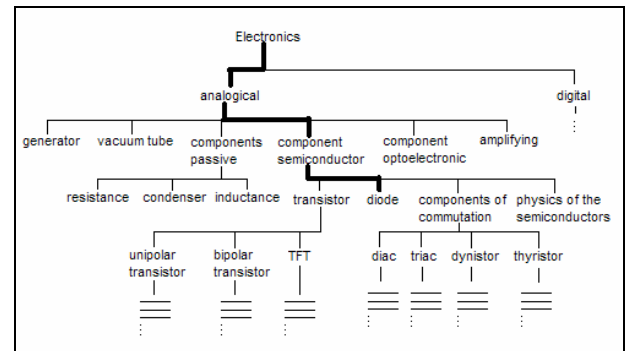 Electronics
analogical digital
generator vacuum tube components component component amplifying
passive semiconductor optoelectronic
resistance condenser inductance transistor diode components of physics of the
commutation semiconductors
unipolar bipolar TFT diac triac dynistor thyristor
transistor transistor